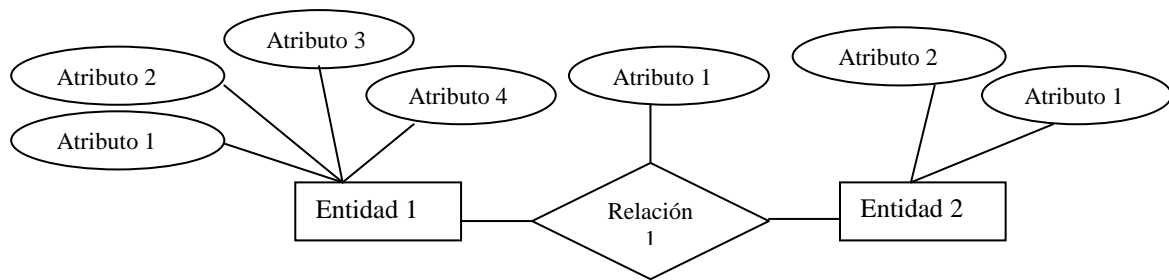 Atributo 3
Atributo 2
Atributo 1
Atributo 4
Entidad 1
Atributo 1
Relación
1
Atributo 2
Atributo 1
Entidad 2